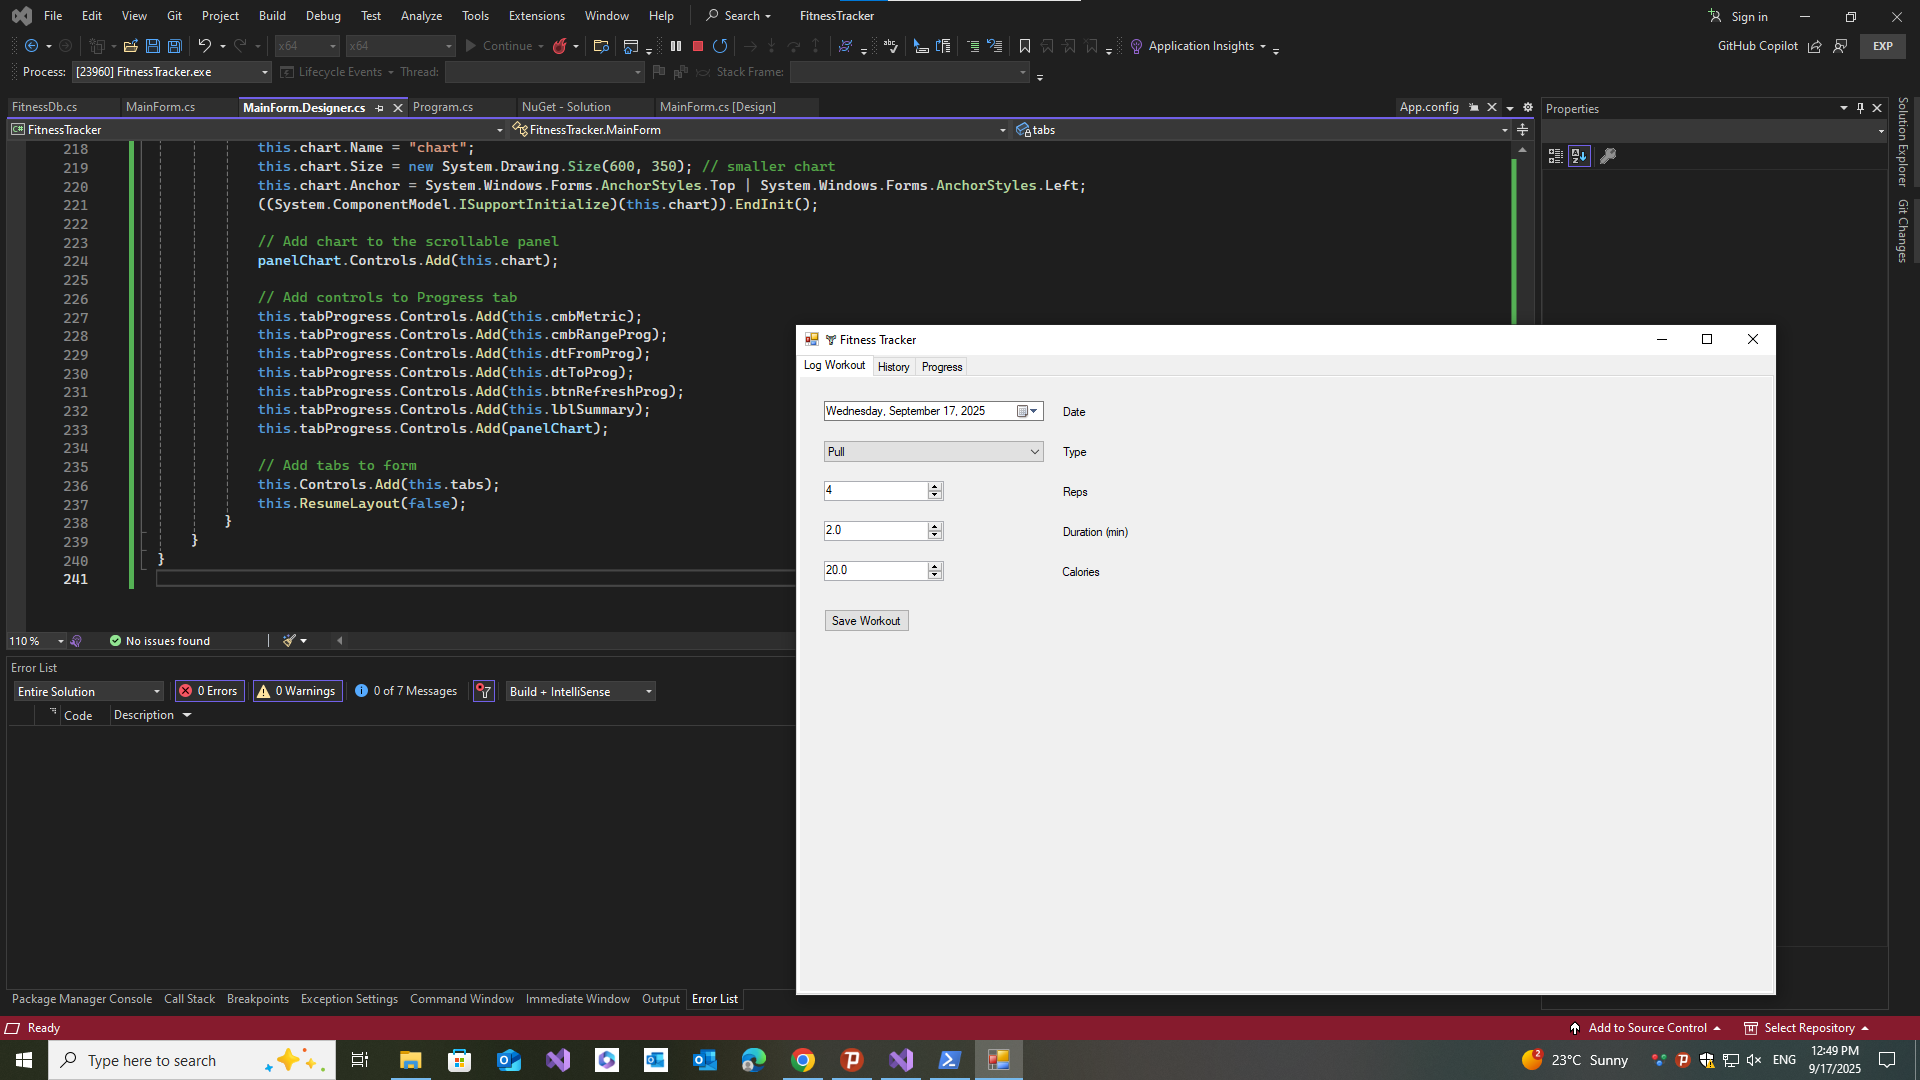 File Edit View Git Project Build Debug Test Analyze Tools Extensions Window Help Search FitnessTracker Sign in
x64 x64 Continue Application Insights GitHub Copilot EXP
Process: [23960] FitnessTracker.exe Lifecycle Events Thread: Stack Frame:
FitnessDb.cs MainForm.cs MainForm.Designer.cs Program.cs NuGet - Solution MainForm.cs [Design] App.config Properties
C# FitnessTracker FitnessTracker.MainForm tabs
218 this.chart.Name = "chart";
219 this.chart.Size = new System.Drawing.Size(600, 350); // smaller chart
220 this.chart.Anchor = System.Windows.Forms.AnchorStyles.Top | System.Windows.Forms.AnchorStyles.Left;
221 ((System.ComponentModel.ISupportInitialize)(this.chart)).EndInit();
222
223 // Add chart to the scrollable panel
224 panelChart.Controls.Add(this.chart);
225
226 // Add controls to Progress tab
227 this.tabProgress.Controls.Add(this.cmbMetric);
228 this.tabProgress.Controls.Add(this.cmbRangeProg);
229 this.tabProgress.Controls.Add(this.dtFromProg);
230 this.tabProgress.Controls.Add(this.dtToProg);
231 this.tabProgress.Controls.Add(this.btnRefreshProg);
232 this.tabProgress.Controls.Add(this.lblSummary);
233 this.tabProgress.Controls.Add(panelChart);
234
235 // Add tabs to form
236 this.Controls.Add(this.tabs);
237 this.ResumeLayout(false);
238 }
239 }
240 }
241
110 % No issues found
Error List
Entire Solution 0 Errors 0 Warnings 0 of 7 Messages Build + IntelliSense
Code Description
Package Manager Console Call Stack Breakpoints Exception Settings Command Window Immediate Window Output Error List
Solution Explorer
Git Changes
Fitness Tracker
Log Workout History Progress
Wednesday, September 17, 2025 Date
Pull Type
4 Reps
2.0 Duration (min)
20.0 Calories
Save Workout
Ready Add to Source Control Select Repository
Type here to search 2 23°C Sunny ENG 12:49 PM
9/17/2025